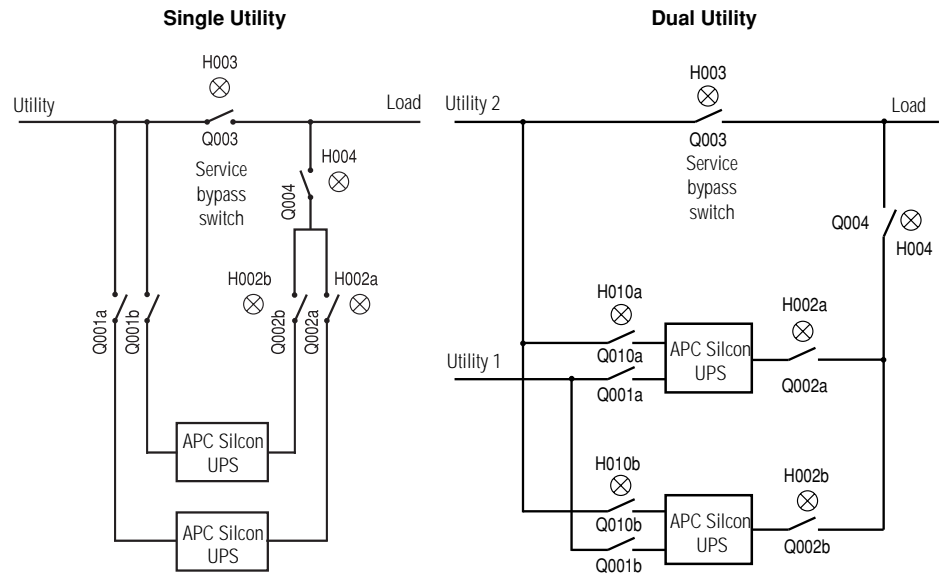 Single Utility
H003
Utility
Load
Q003
Service
bypass
switch
H004
Q004
H002b
H002a
Q001a
Q001b
Q002b
Q002a
APC Silcon
UPS
APC Silcon
UPS
Dual Utility
H003
Utility 2
Load
Q003
Service
bypass
switch
Q004
H004
H010a
H002a
Q010a
APC Silcon
UPS
Utility 1
Q001a
Q002a
H010b
H002b
Q010b
APC Silcon
UPS
Q002b
Q001b